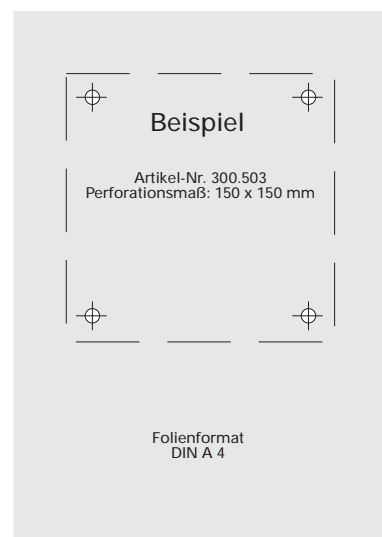 Beispiel
Artikel-Nr. 300.503
Perforationsmaß: 150 x 150 mm
Folienformat
DIN A 4